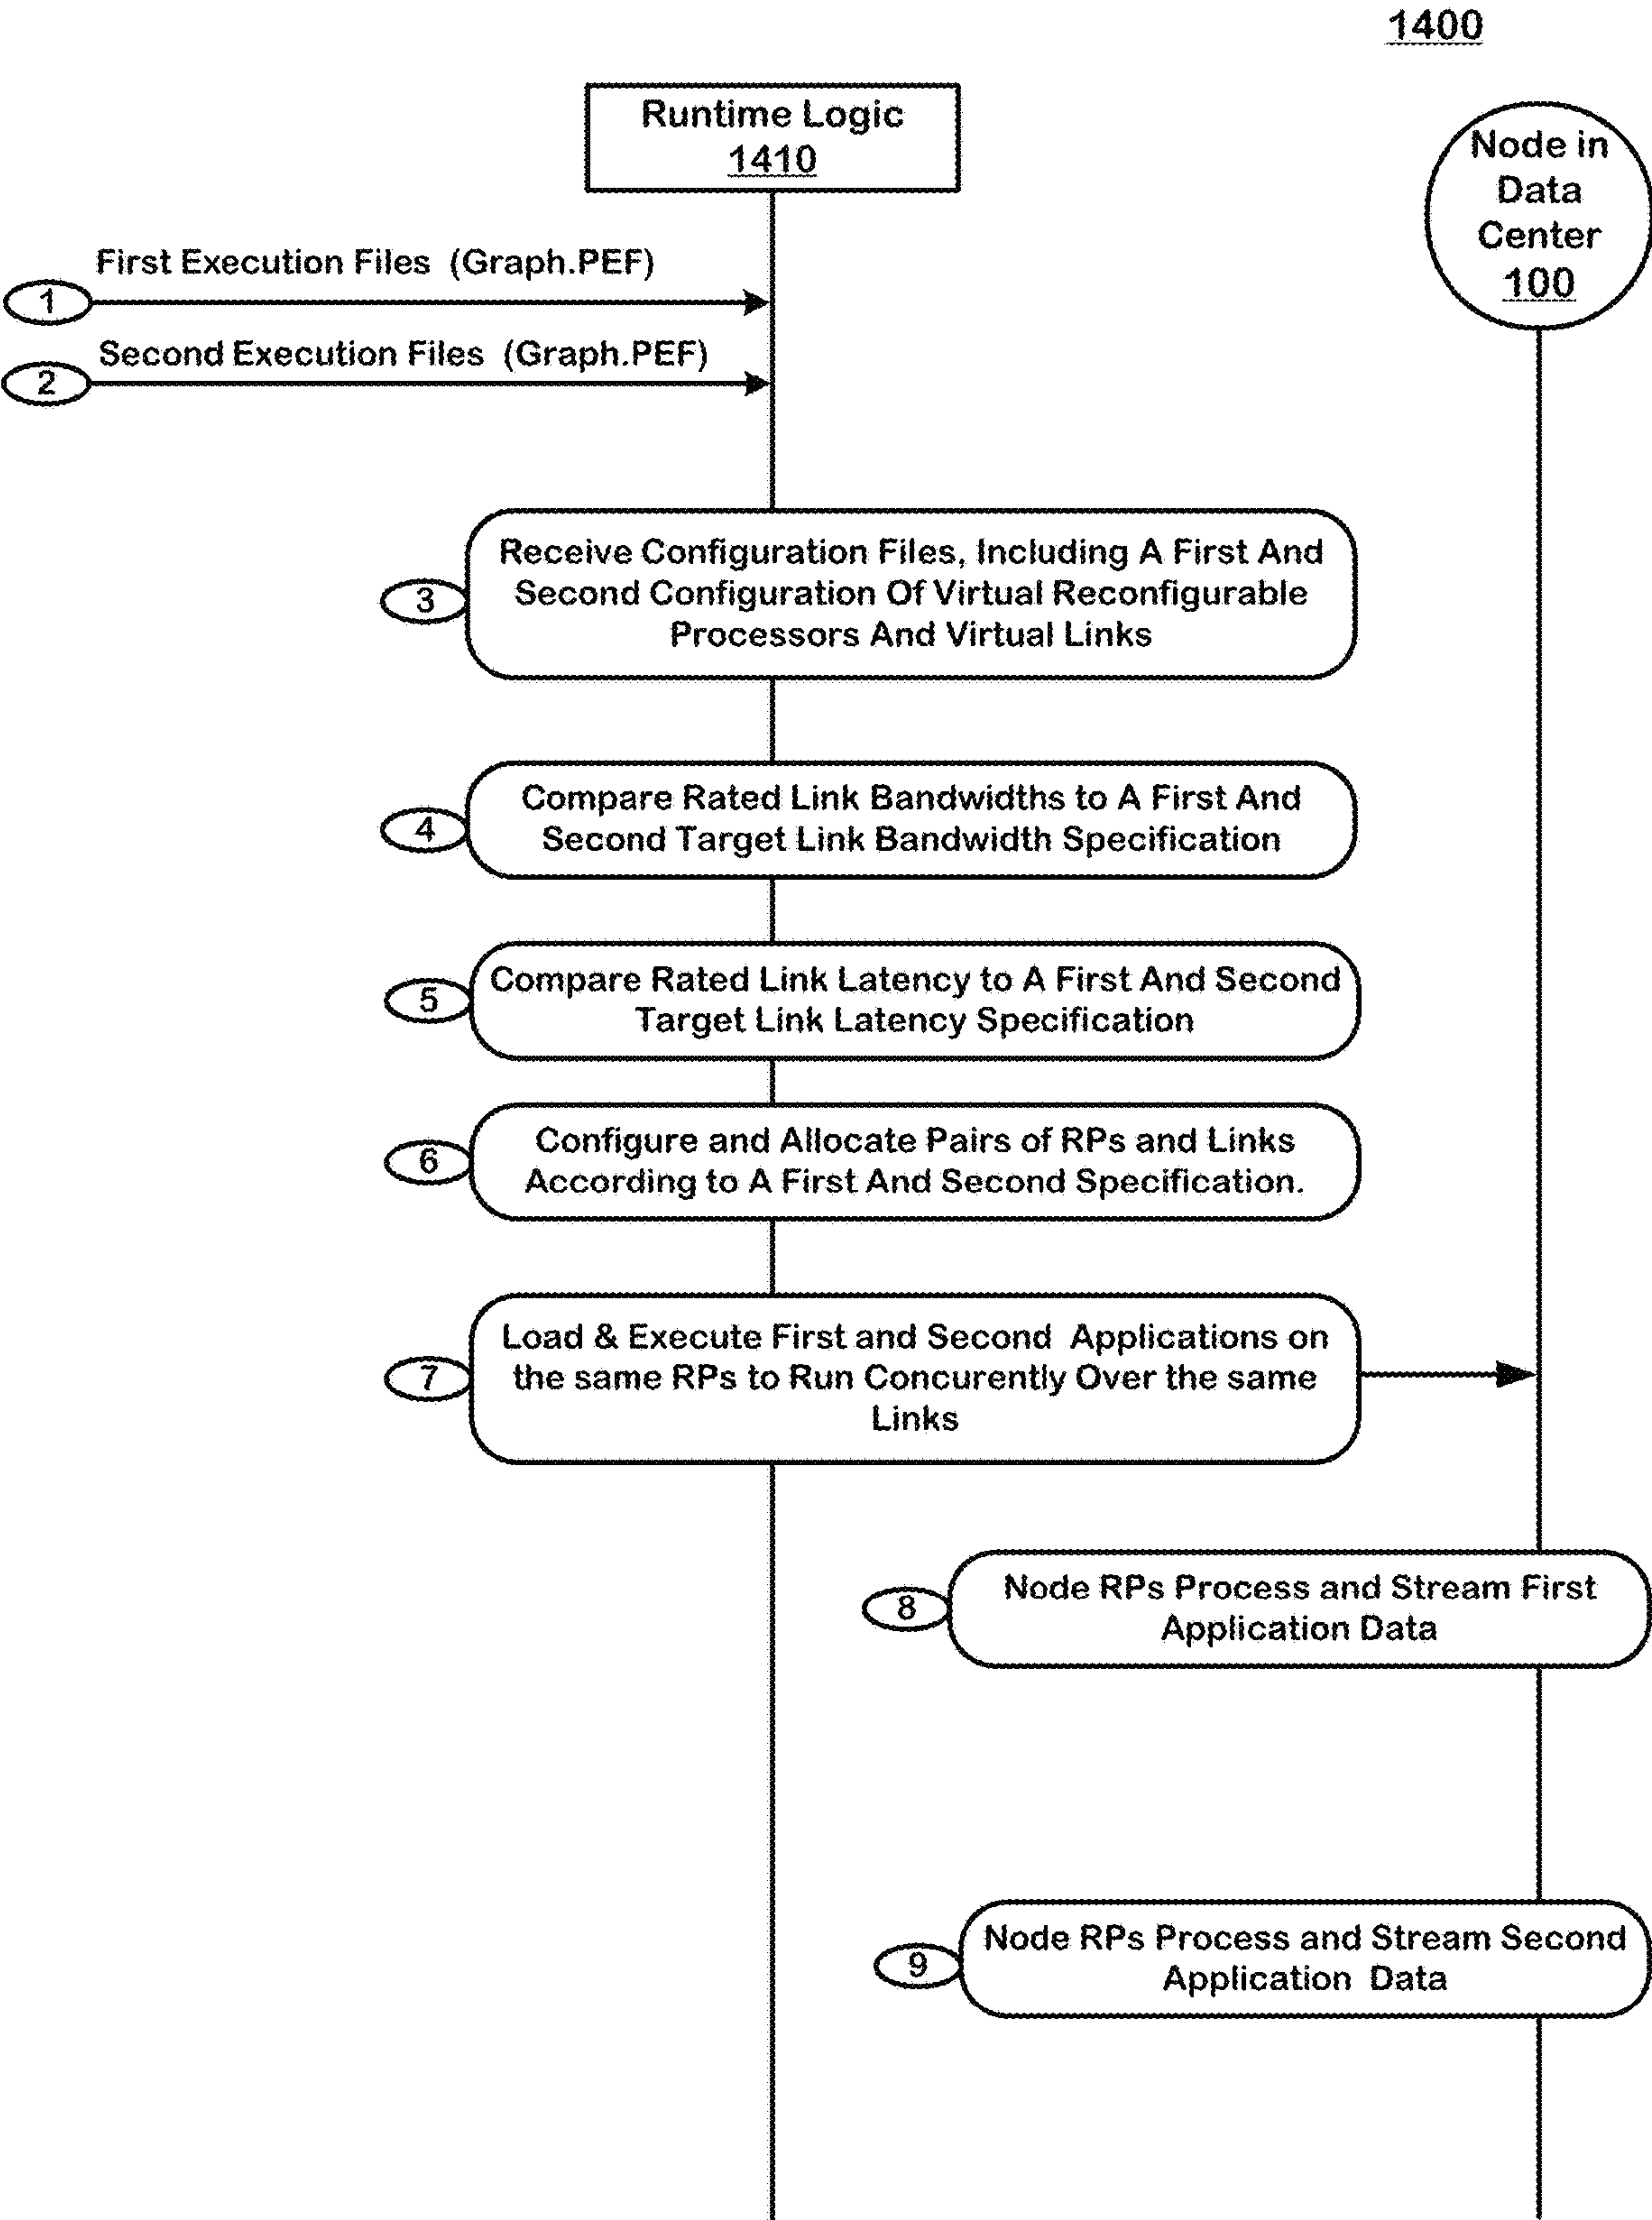 1400
Runtime Logic
1410
Node in
Data
Center
100
First Execution Files (Graph.PEF)
1
Second Execution Files (Graph.PEF)
2
Receive Configuration Files, Including A First And
Second Configuration Of Virtual Reconfigurable
Processors And Virtual Links
3
Compare Rated Link Bandwidths to A First And
Second Target Link Bandwidth Specification
4
Compare Rated Link Latency to A First And Second
Target Link Latency Specification
5
Configure and Allocate Pairs of RPs and Links
According to A First And Second Specification.
6
Load & Execute First and Second Applications on
the same RPs to Run Concurently Over the same
Links
7
Node RPs Process and Stream First
Application Data
8
Node RPs Process and Stream Second
Application Data
9